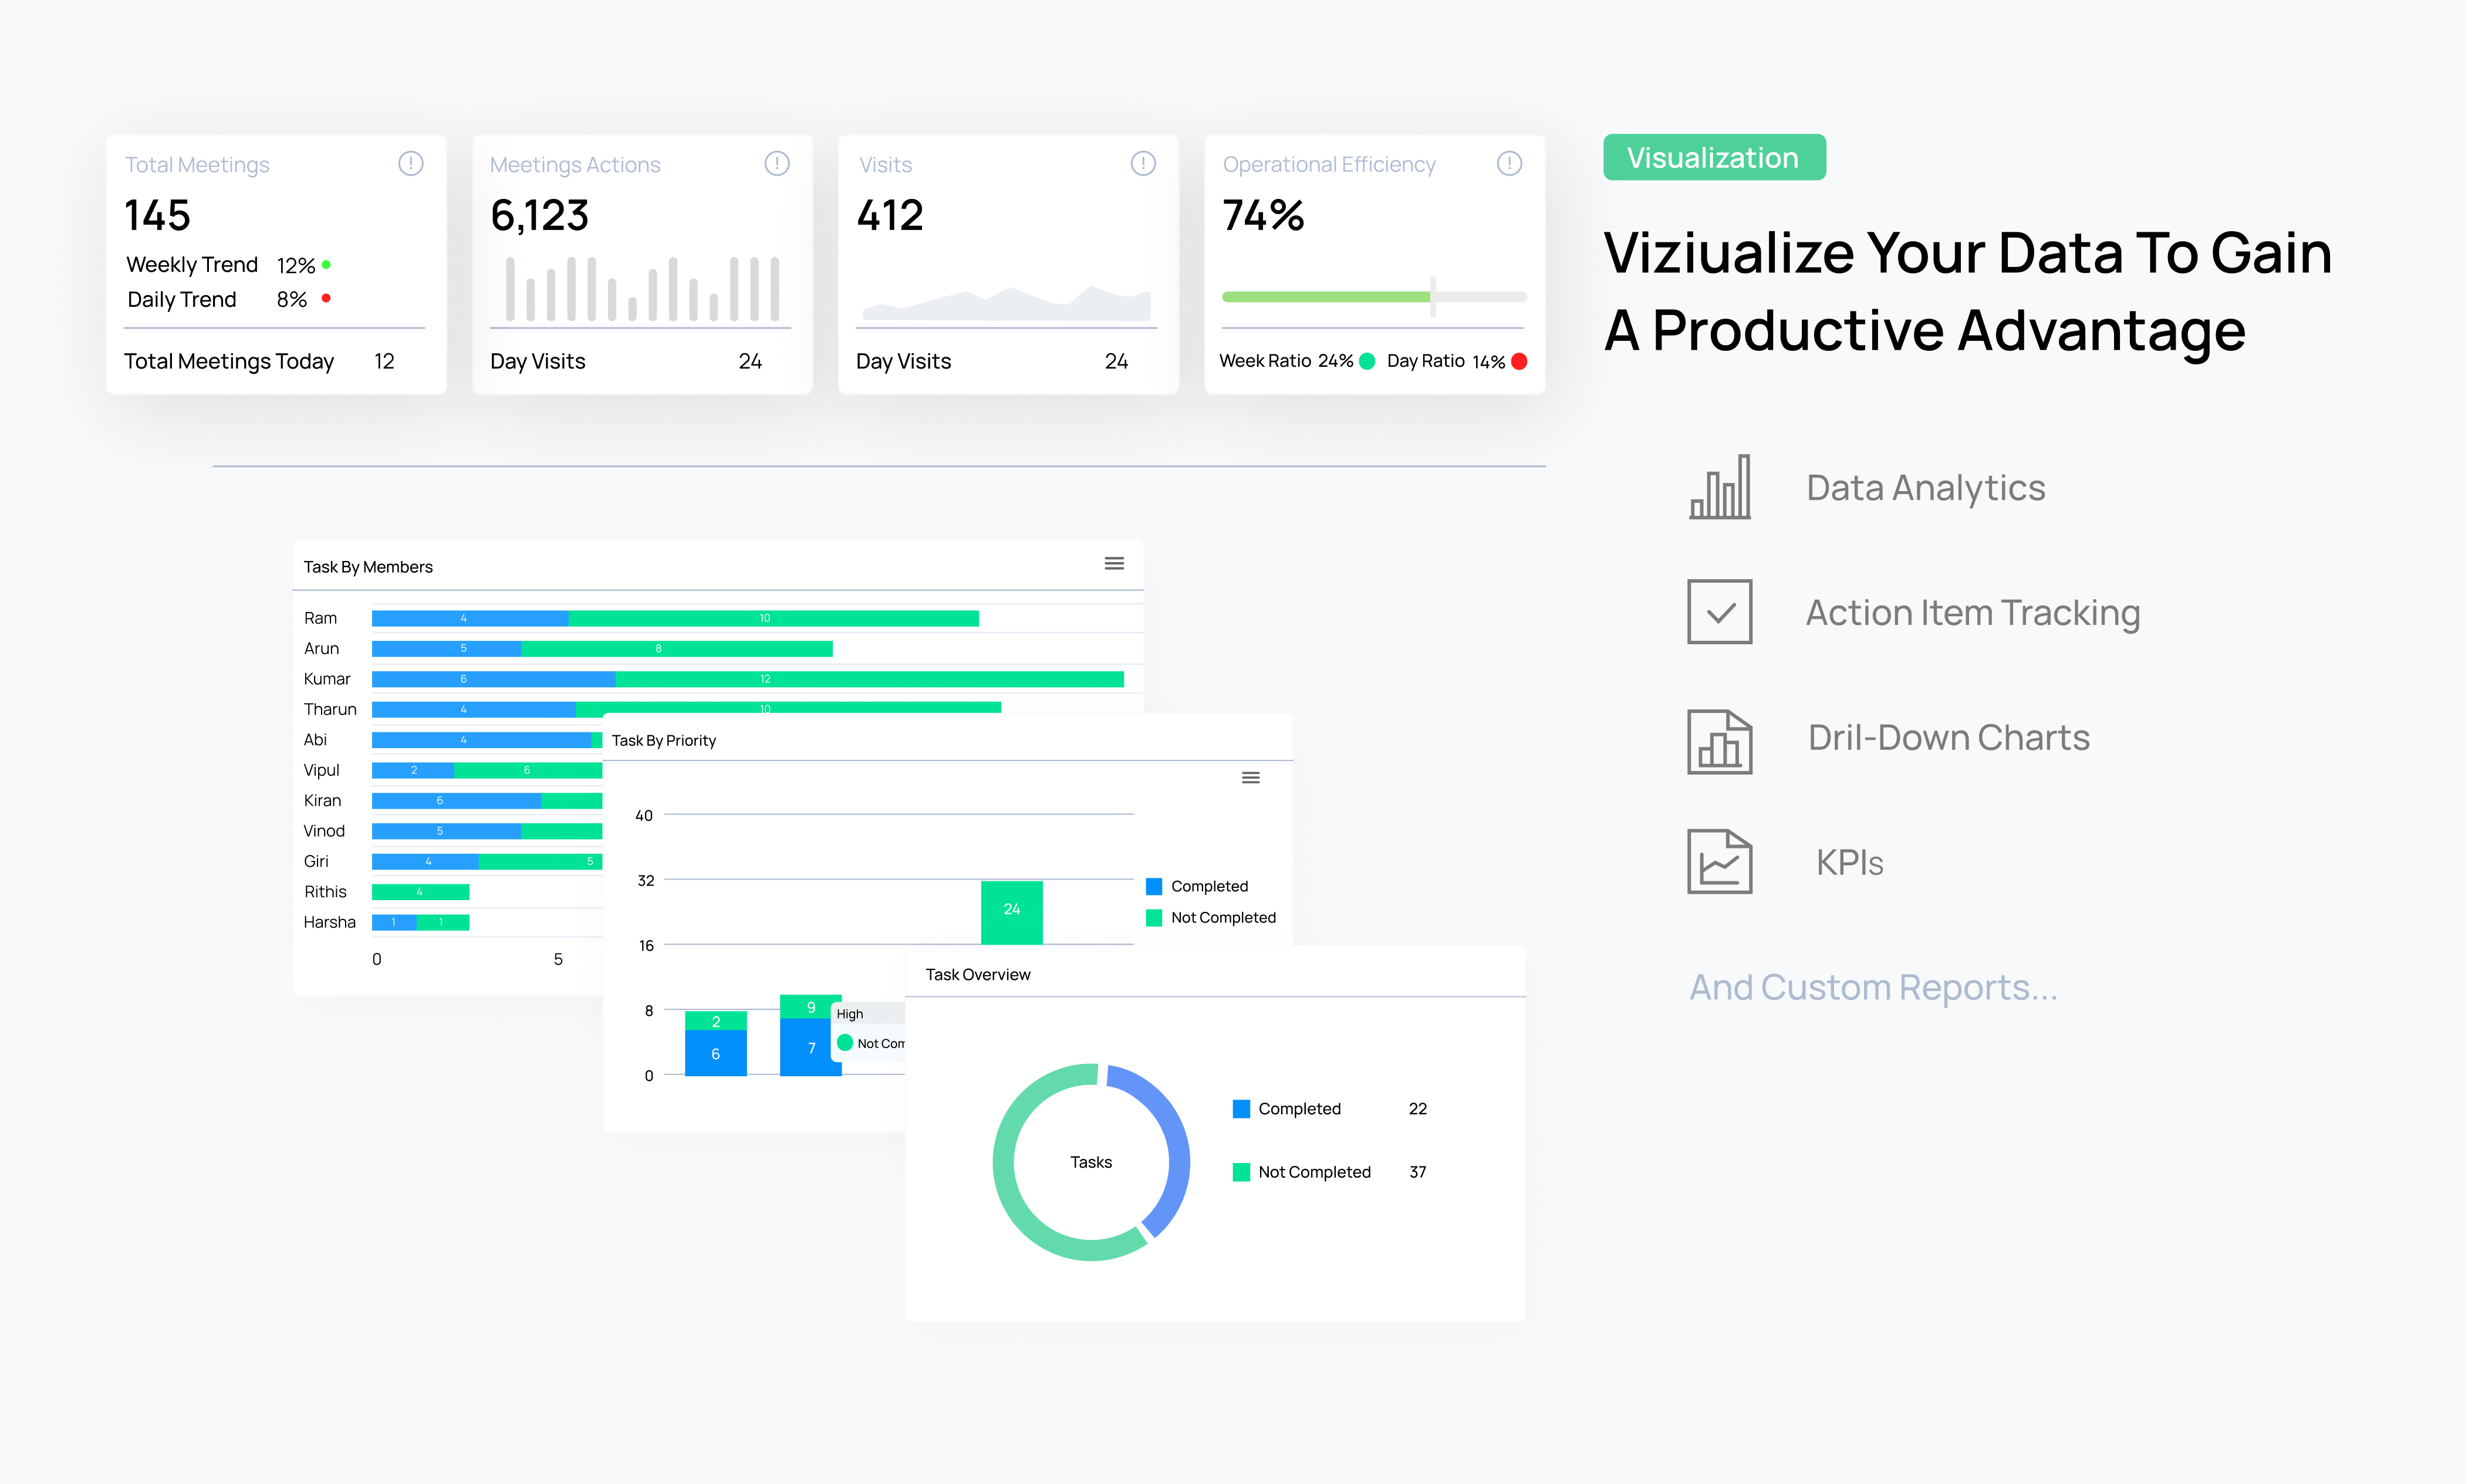 Total Meetings
145
Weekly Trend 12%
Daily Trend 8%
Total Meetings Today 12
Meetings Actions
6,123
Day Visits 24
Visits
412
Day Visits 24
Operational Efficiency
74%
Week Ratio 24% Day Ratio 14%
Visualization
Viziualize Your Data To Gain
A Productive Advantage
Data Analytics
Action Item Tracking
Dril-Down Charts
KPIs
And Custom Reports...
Task By Members
Ram 4 10
Arun 5 8
Kumar 6 12
Tharun 4 10
Abi 4
Vipul 2 6
Kiran 6
Vinod 5
Giri 4 5
Rithis 4
Harsha 1 1
0 5
Task By Priority
40
32
16
8
0
24
2
6
9
7
High
Not Com
Completed
Not Completed
Task Overview
Tasks
Completed 22
Not Completed 37